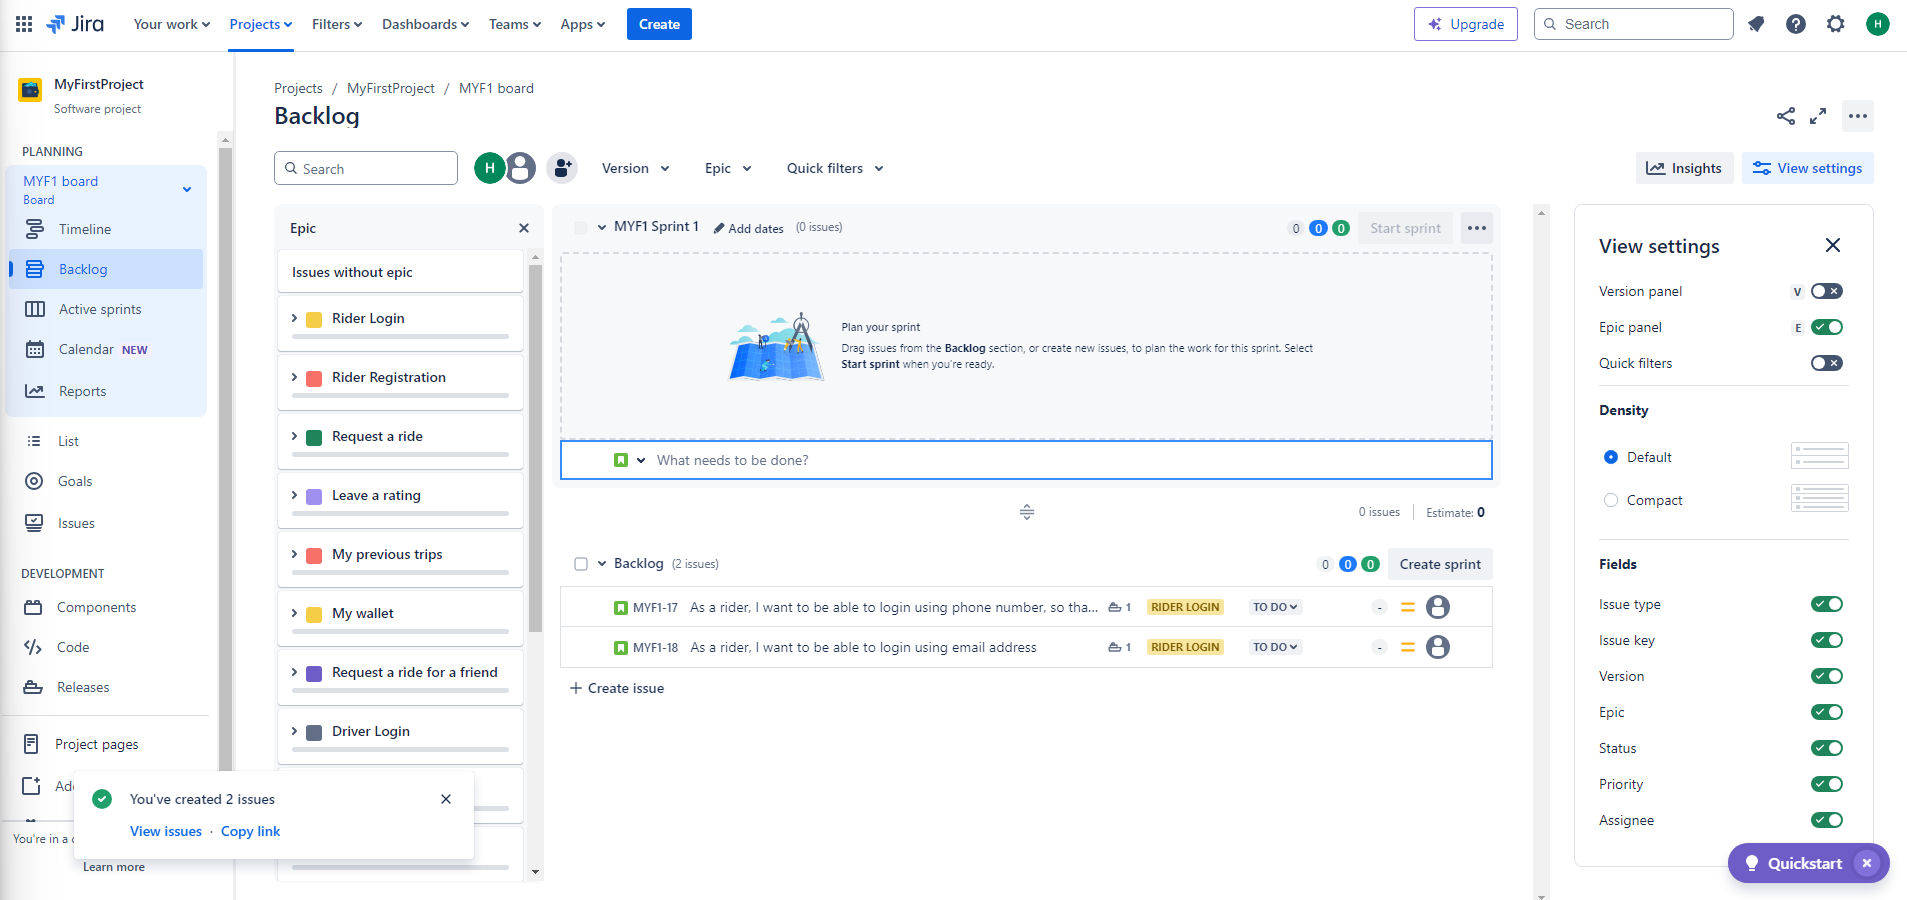 Jira
Your work
Projects
Filters
Dashboards
Teams
Apps
Create
Upgrade
Search
H
MyFirstProject
Software project
PLANNING
MYF1 board
Board
Timeline
Backlog
Active sprints
Calendar NEW
Reports
List
Goals
Issues
DEVELOPMENT
Components
Code
Releases
Project pages
You're in a
Learn more
You've created 2 issues
View issues · Copy link
Projects / MyFirstProject / MYF1 board
Backlog
Search
H
Version
Epic
Quick filters
Insights
View settings
Epic
Issues without epic
Rider Login
Rider Registration
Request a ride
Leave a rating
My previous trips
My wallet
Request a ride for a friend
Driver Login
MYF1 Sprint 1 Add dates (0 issues)
0 0 0 Start sprint
Plan your sprint
Drag issues from the Backlog section, or create new issues, to plan the work for this sprint. Select
Start sprint when you're ready.
What needs to be done?
0 issues Estimate: 0
Backlog (2 issues)
0 0 0 Create sprint
MYF1-17 As a rider, I want to be able to login using phone number, so tha... 1 RIDER LOGIN TO DO -
MYF1-18 As a rider, I want to be able to login using email address 1 RIDER LOGIN TO DO -
+ Create issue
View settings
Version panel V
Epic panel E
Quick filters
Density
Default
Compact
Fields
Issue type
Issue key
Version
Epic
Status
Priority
Assignee
Quickstart